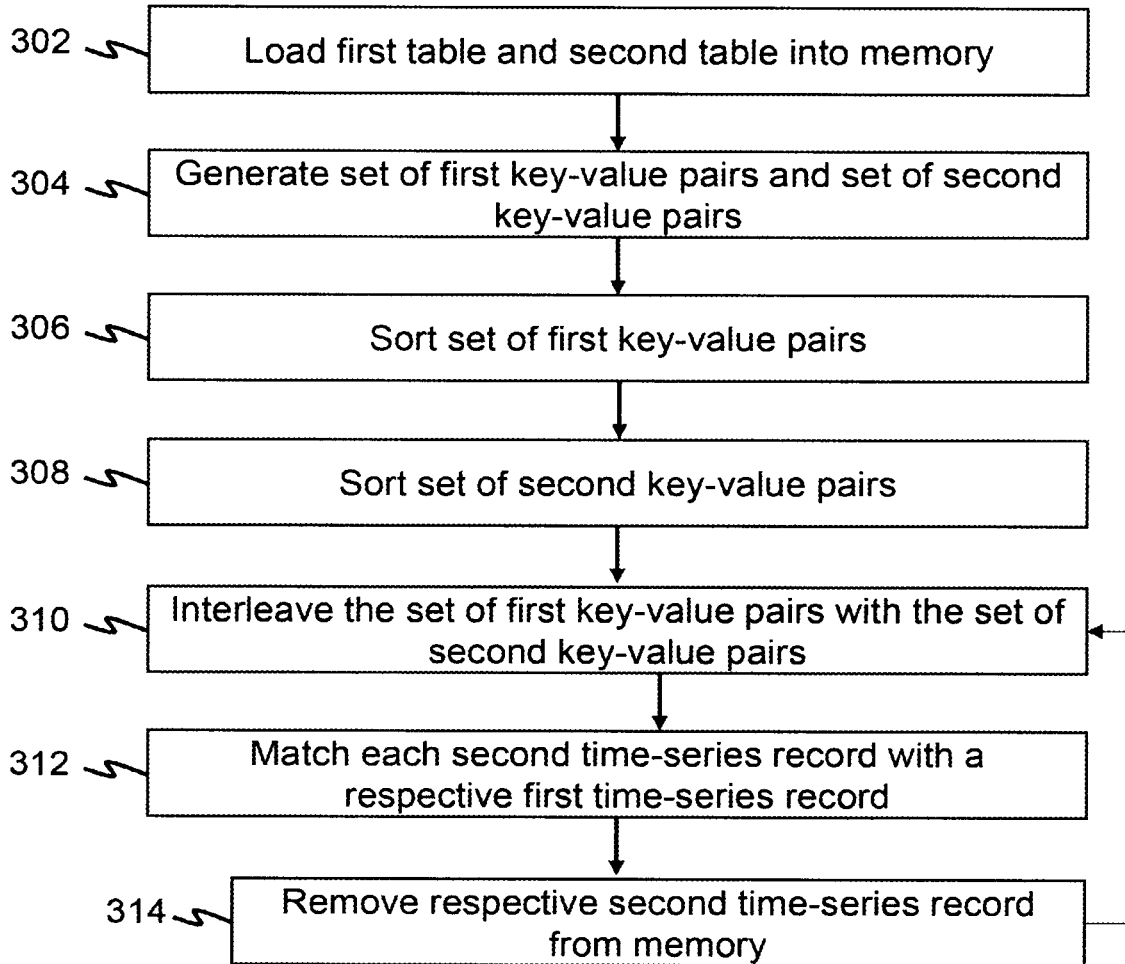 302
Load first table and second table into memory
304
Generate set of first key-value pairs and set of second
key-value pairs
306
Sort set of first key-value pairs
308
Sort set of second key-value pairs
310
Interleave the set of first key-value pairs with the set of
second key-value pairs
312
Match each second time-series record with a
respective first time-series record
314
Remove respective second time-series record
from memory